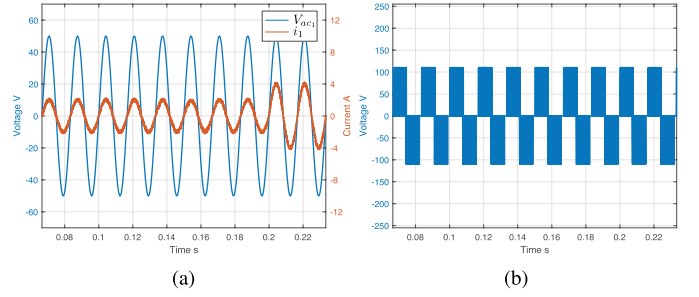 V_{ac_1}
i_1
60
40
20
0
-20
-40
-60
Voltage V
12
8
4
0
-4
-8
-12
Current A
0.08 0.1 0.12 0.14 0.16 0.18 0.2 0.22
Time s
(a)
250
200
150
100
50
0
-50
-100
-150
-200
-250
Voltage V
0.08 0.1 0.12 0.14 0.16 0.18 0.2 0.22
Time s
(b)